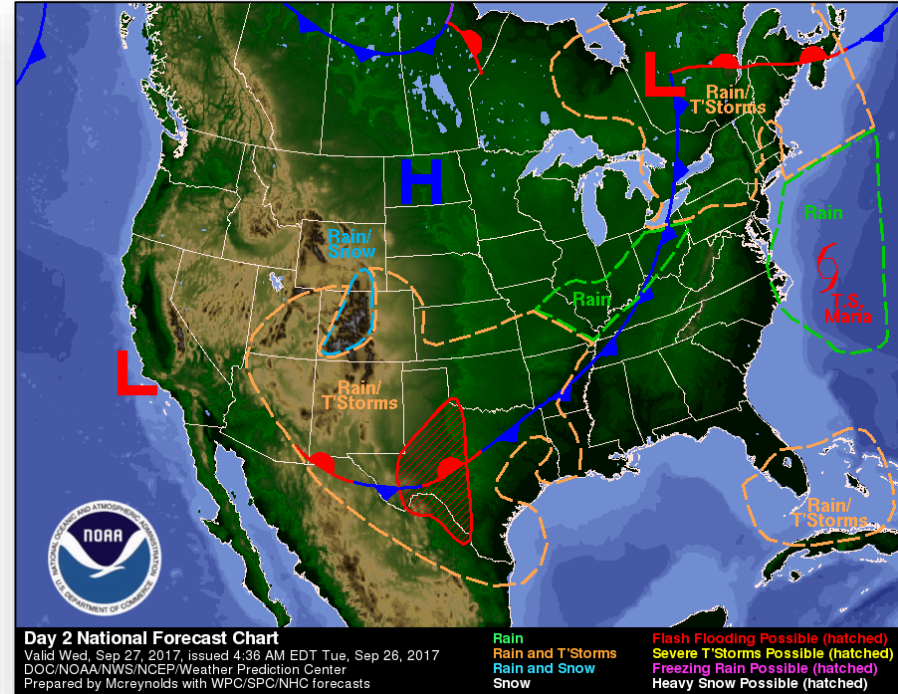 L
Rain/
T'Storms
H
Rain
Rain/
Snow
T.S.
Maria
Rain
L
Rain/
T'Storms
Rain/
T'Storms
NATIONAL OCEANIC AND ATMOSPHERIC ADMINISTRATION
NOAA
U.S. DEPARTMENT OF COMMERCE
Day 2 National Forecast Chart
Valid Wed, Sep 27, 2017, issued 4:36 AM EDT Tue, Sep 26, 2017
DOC/NOAA/NWS/NCEP/Weather Prediction Center
Prepared by Mcreynolds with WPC/SPC/NHC forecasts
Rain
Rain and T'Storms
Rain and Snow
Snow
Flash Flooding Possible (hatched)
Severe T'Storms Possible (hatched)
Freezing Rain Possible (hatched)
Heavy Snow Possible (hatched)